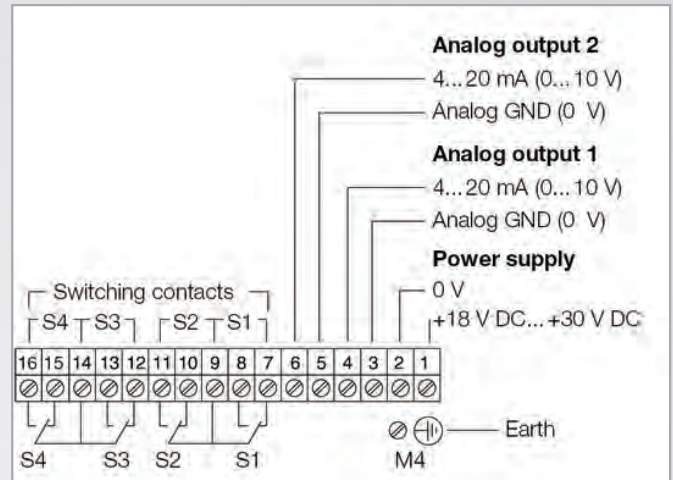 Analog output 2
4...20 mA (0...10 V)
Analog GND (0 V)
Analog output 1
4...20 mA (0...10 V)
Analog GND (0 V)
Power supply
0 V
+18 V DC...+30 V DC
Switching contacts
S4 S3 S2 S1
16 15 14 13 12 11 10 9 8 7 6 5 4 3 2 1
Earth
S4 S3 S2 S1 M4